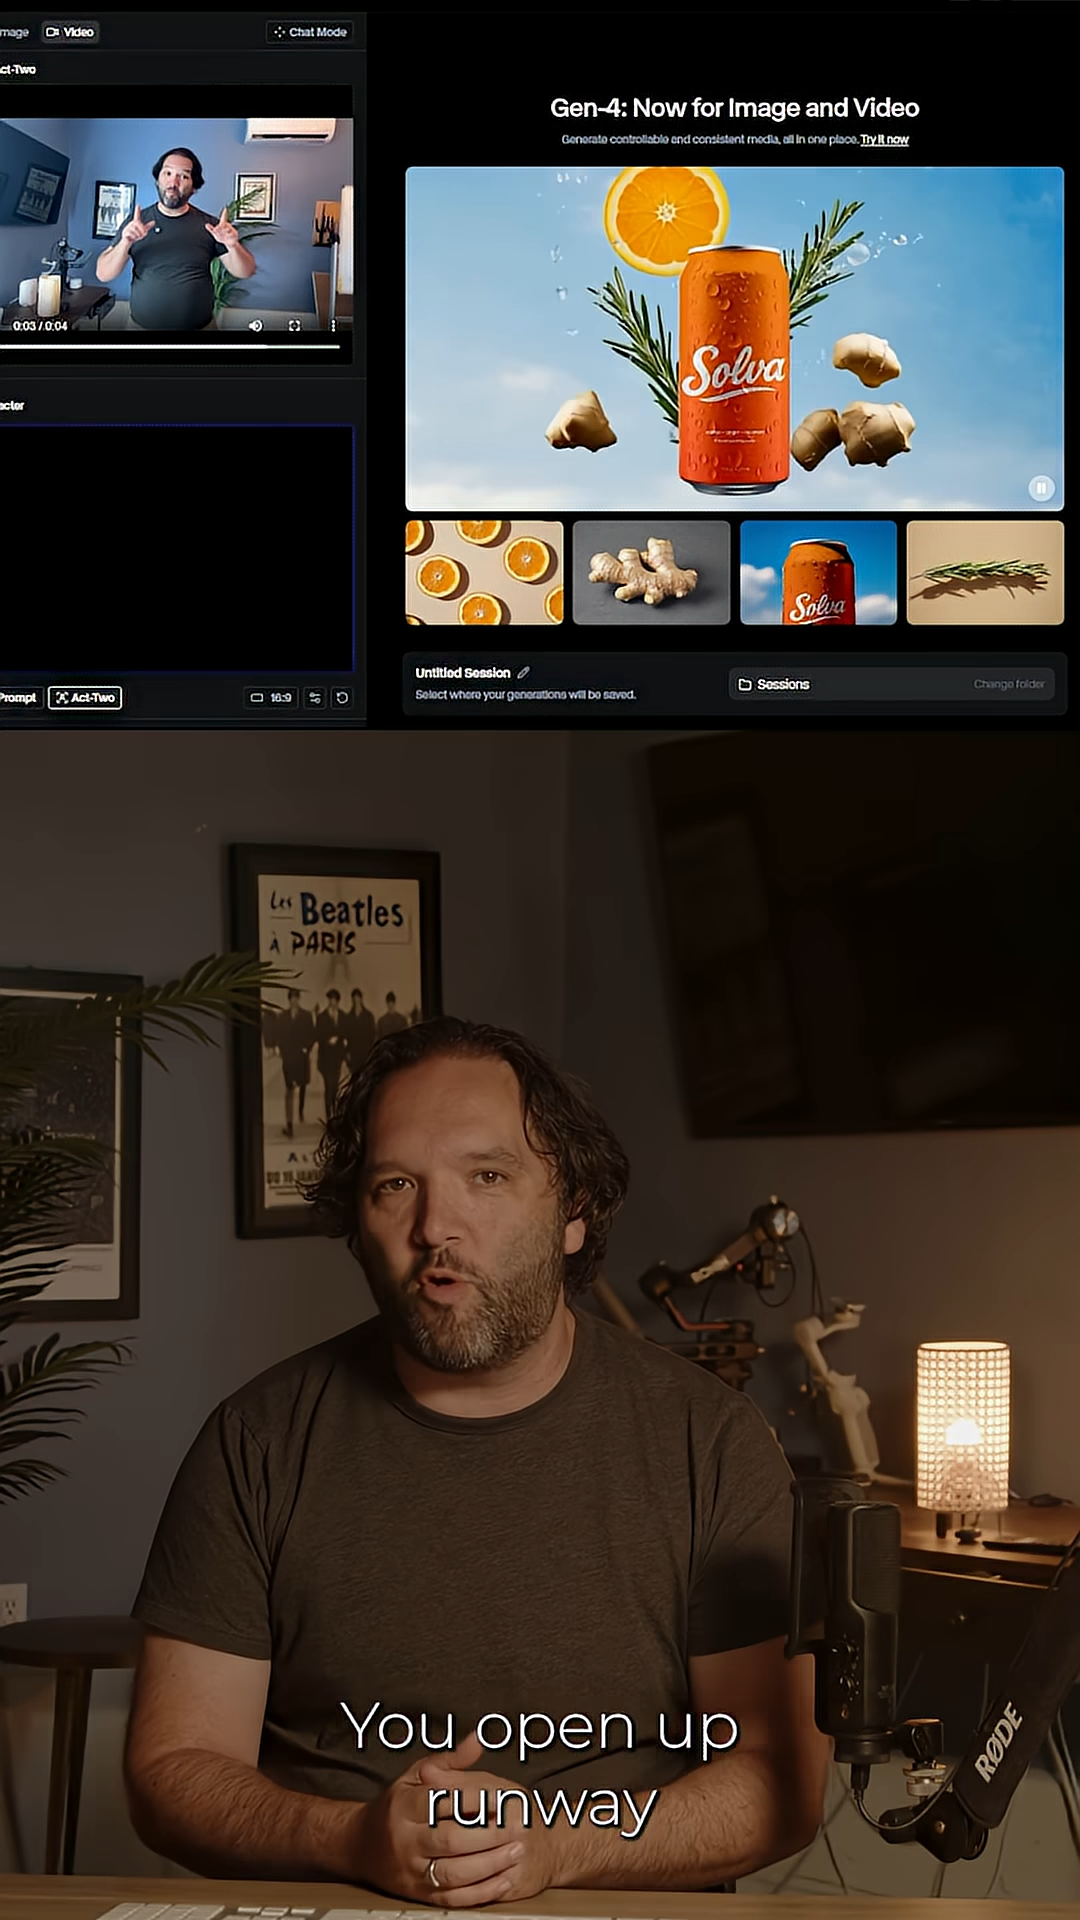 mage
Video
Chat Mode
ct-Two
0:03 / 0:04
acter
Prompt
Act-Two
16:9
Gen-4: Now for Image and Video
Generate controllable and consistent media, all in one place. Try it now
Solva
Solva
Untitled Session
Select where your generations will be saved.
Sessions
Change folder
Les Beatles
à PARIS
RØDE
You open up
runway